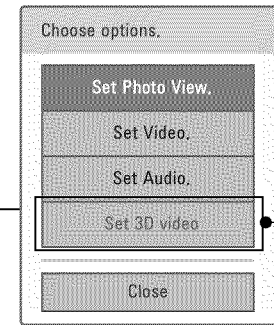 Choose options.
Set Photo View.
Set Video.
Set Audio.
Set 3D video
Close